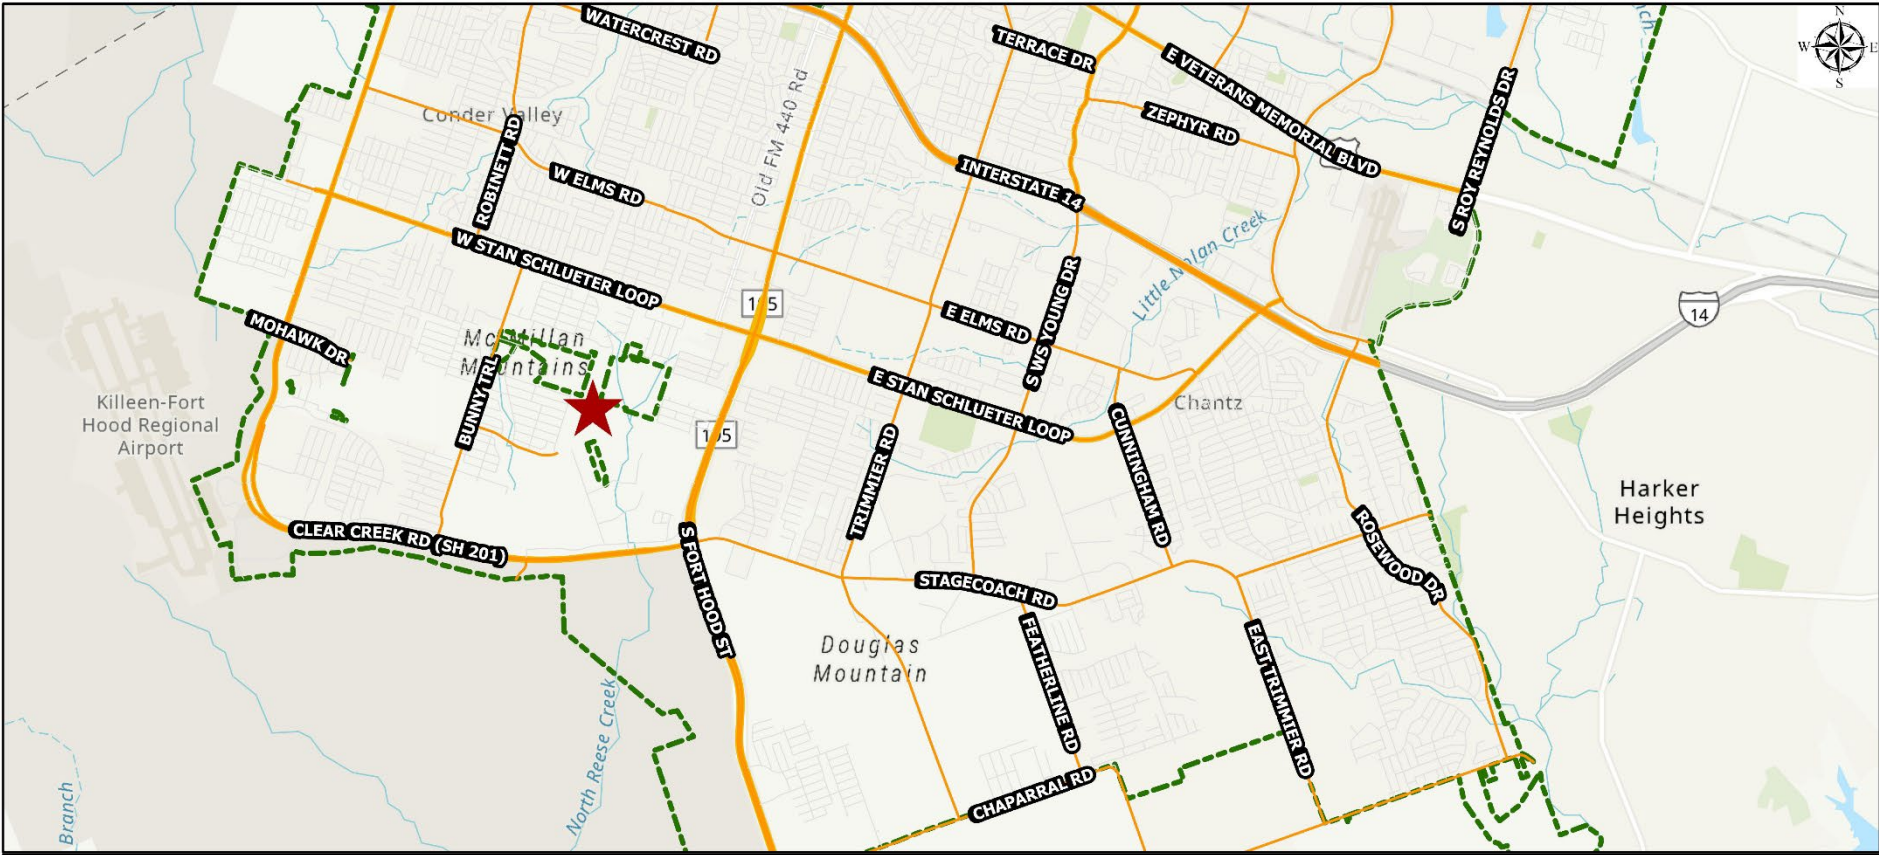 WATERCREST RD
TERRACE DR
E VETERANS MEMORIAL BLVD
N
W
E
S
Conder Valley
Old FM 440 Rd
ZEPHYR RD
S ROY REYNOLDS DR
ROBINETT RD
W ELMS RD
INTERSTATE 14
W STAN SCHLUETER LOOP
Little Nolan Creek
S WS YOUNG DR
14
MOHAWK DR
McMillan
Mountains
195
E ELMS RD
BUNNY TRL
E STAN SCHLUETER LOOP
Chantz
Killeen-Fort
Hood Regional
Airport
195
CUNNINGHAM RD
TRIMMIER RD
Harker
Heights
CLEAR CREEK RD (SH 201)
S FORT HOOD ST
ROSEWOOD DR
STAGECOACH RD
Douglas
Mountain
FEATHERLINE RD
EAST TRIMMIER RD
North Reese Creek
CHAPARRAL RD
Branch